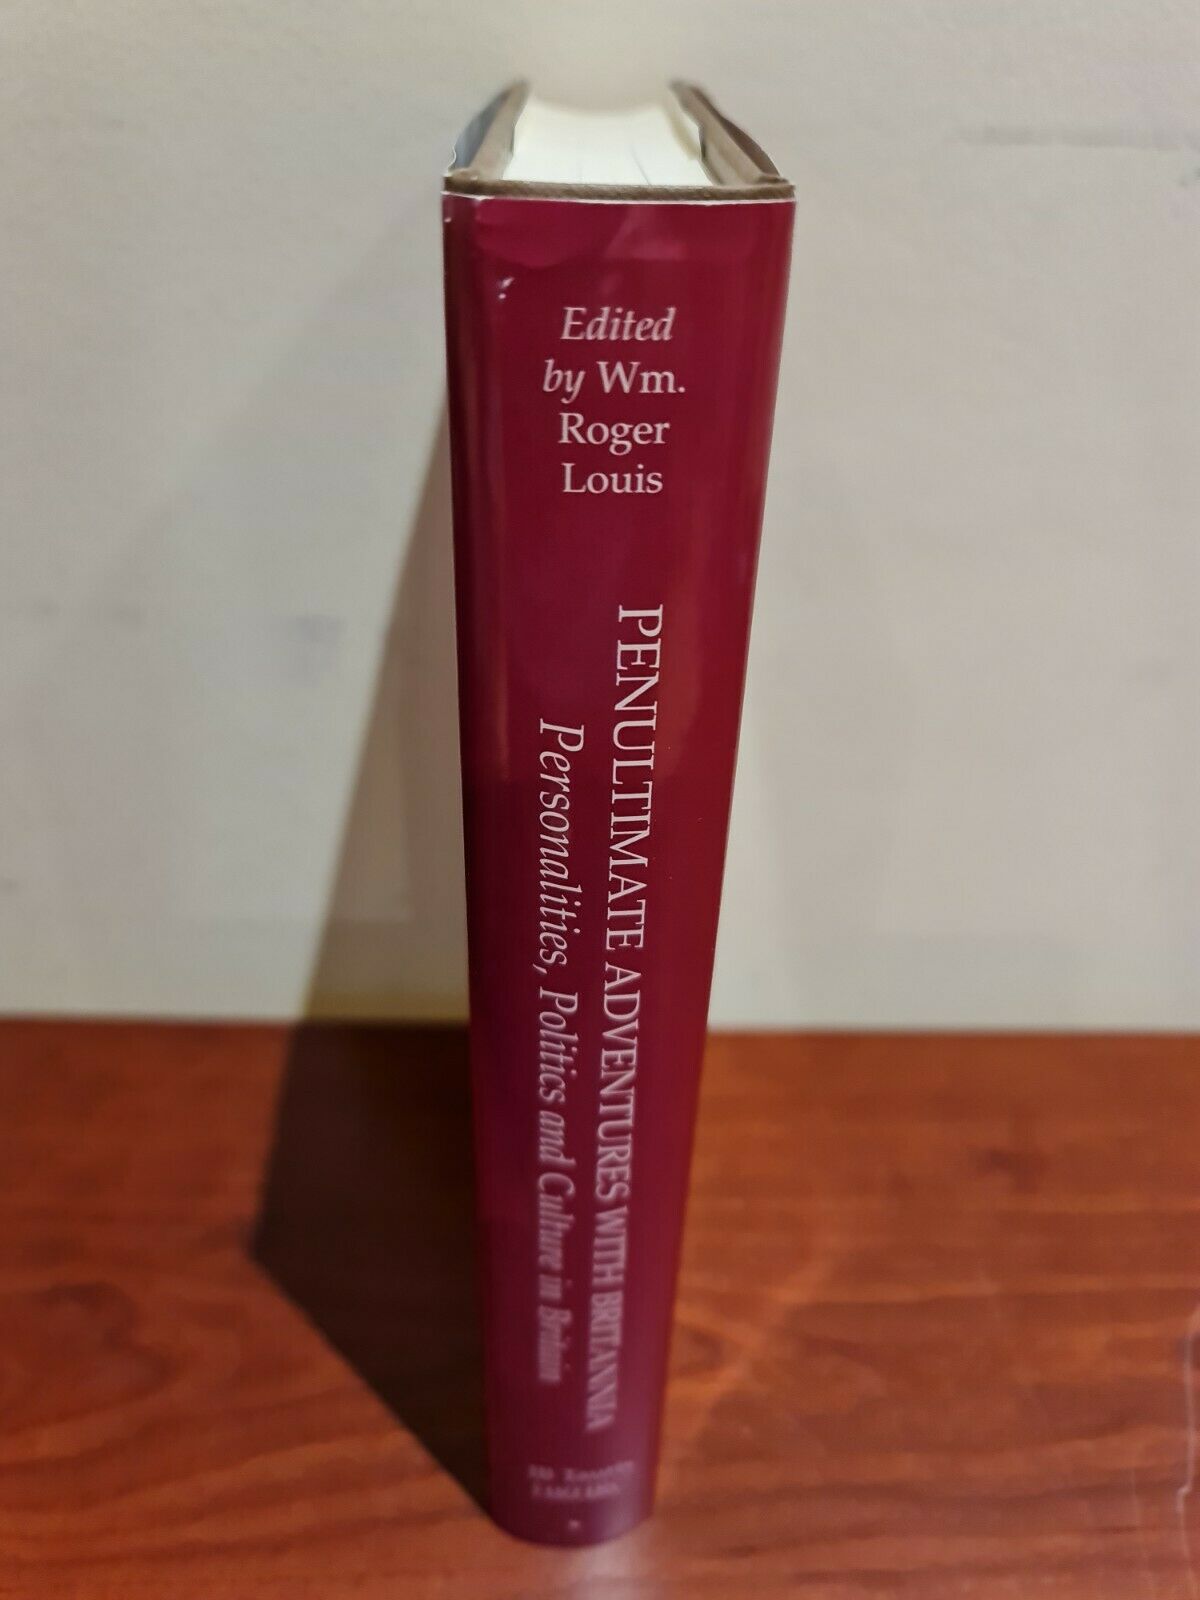 Edited
by Wm.
Roger
Louis
PENULTIMATE ADVENTURES WITH BRITANNIA
Personalities, Politics and Culture in Britain